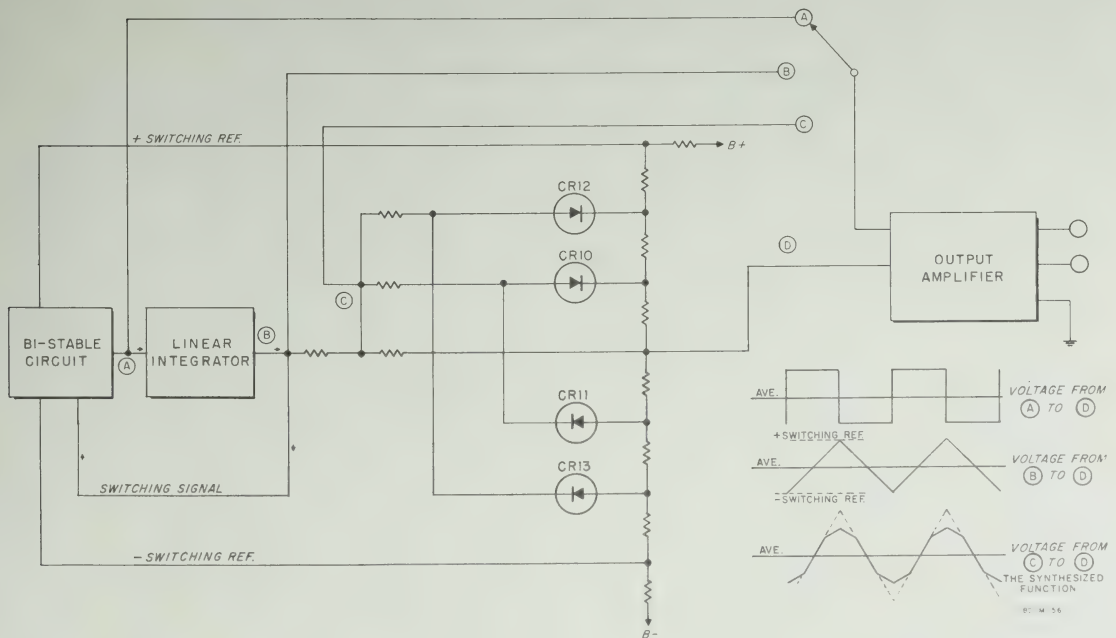 A
B
C
+ SWITCHING REF.
B+
CR12
CR10
D
OUTPUT
AMPLIFIER
C
BI-STABLE
CIRCUIT
A
LINEAR
INTEGRATOR
B
CR11
CR13
SWITCHING SIGNAL
- SWITCHING REF.
B-
AVE.
VOLTAGE FROM
A TO D
+SWITCHING REF.
AVE.
VOLTAGE FROM
B TO D
-SWITCHING REF.
AVE.
VOLTAGE FROM
C TO D
THE SYNTHESIZED
FUNCTION